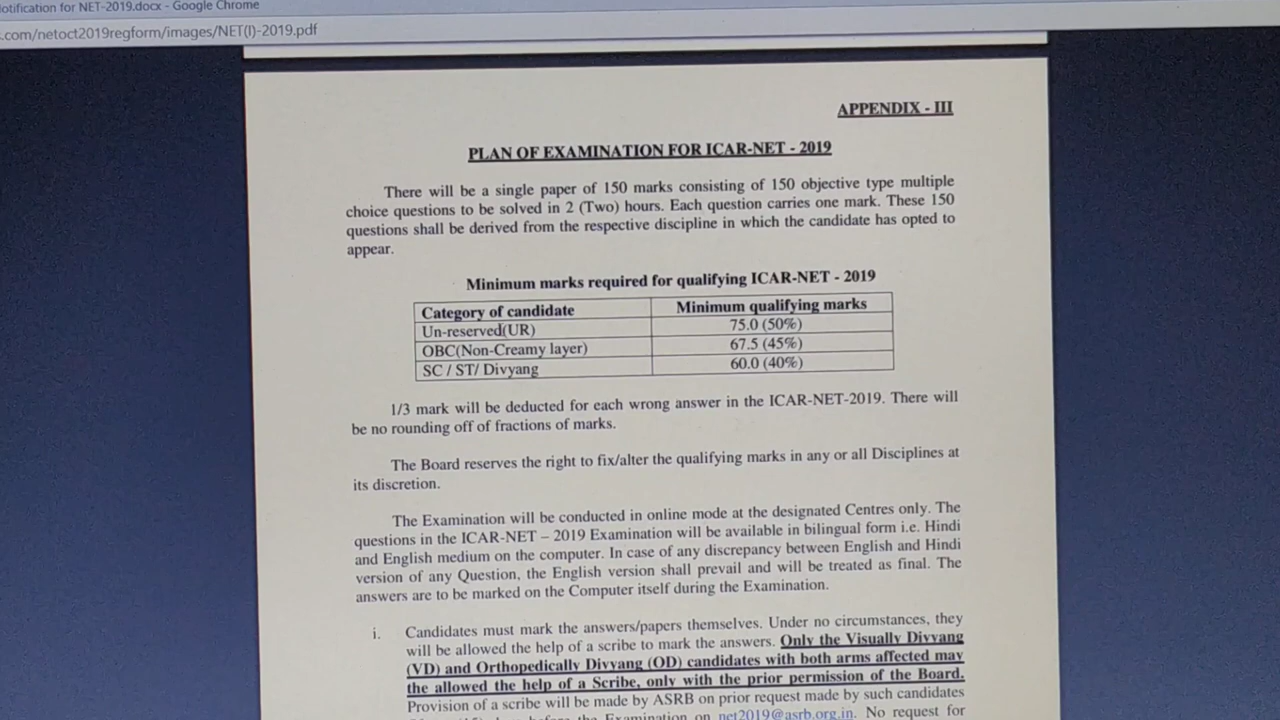 otification for NET-2019.docx - Google Chrome
.com/netoct2019regform/images/NET(I)-2019.pdf
APPENDIX - III
PLAN OF EXAMINATION FOR ICAR-NET - 2019
There will be a single paper of 150 marks consisting of 150 objective type multiple
choice questions to be solved in 2 (Two) hours. Each question carries one mark. These 150
questions shall be derived from the respective discipline in which the candidate has opted to
appear.
Minimum marks required for qualifying ICAR-NET - 2019
Category of candidate Minimum qualifying marks
Un-reserved(UR) 75.0 (50%)
OBC(Non-Creamy layer) 67.5 (45%)
SC / ST/ Divyang 60.0 (40%)
1/3 mark will be deducted for each wrong answer in the ICAR-NET-2019. There will
be no rounding off of fractions of marks.
The Board reserves the right to fix/alter the qualifying marks in any or all Disciplines at
its discretion.
The Examination will be conducted in online mode at the designated Centres only. The
questions in the ICAR-NET – 2019 Examination will be available in bilingual form i.e. Hindi
and English medium on the computer. In case of any discrepancy between English and Hindi
version of any Question, the English version shall prevail and will be treated as final. The
answers are to be marked on the Computer itself during the Examination.
i. Candidates must mark the answers/papers themselves. Under no circumstances, they
will be allowed the help of a scribe to mark the answers. Only the Visually Divyang
(VD) and Orthopedically Divyang (OD) candidates with both arms affected may
the allowed the help of a Scribe, only with the prior permission of the Board.
Provision of a scribe will be made by ASRB on prior request made by such candidates
before the Examination on net2019@asrb.org.in. No request for